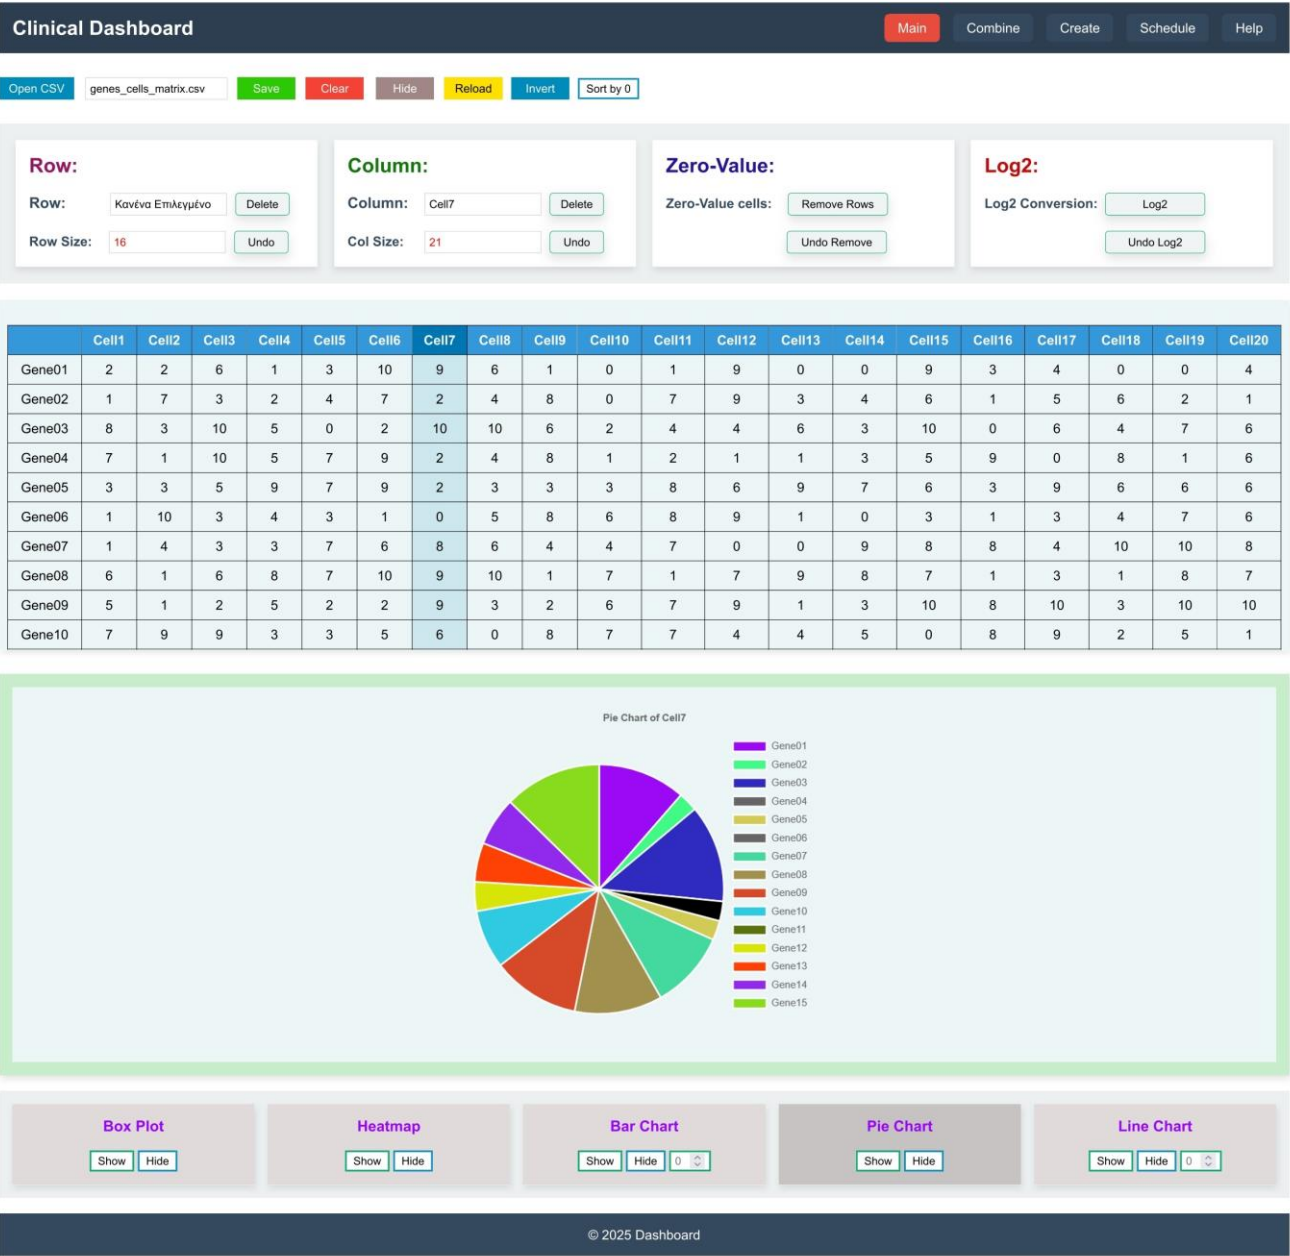 Clinical Dashboard Main Combine Create Schedule Help
Open CSV genes_cells_matrix.csv Save Clear Hide Reload Invert Sort by 0
Row: Column: Zero-Value: Log2:
Row: Κανένα Επιλεγμένο Delete Column: Cell7 Delete Zero-Value cells: Remove Rows Log2 Conversion: Log2
Row Size: 16 Undo Col Size: 21 Undo Undo Remove Undo Log2
Cell1 Cell2 Cell3 Cell4 Cell5 Cell6 Cell7 Cell8 Cell9 Cell10 Cell11 Cell12 Cell13 Cell14 Cell15 Cell16 Cell17 Cell18 Cell19 Cell20
Gene01 2 2 6 1 3 10 9 6 1 0 1 9 0 0 9 3 4 0 0 4
Gene02 1 7 3 2 4 7 2 4 8 0 7 9 3 4 6 1 5 6 2 1
Gene03 8 3 10 5 0 2 10 10 6 2 4 4 6 3 10 0 6 4 7 6
Gene04 7 1 10 5 7 9 2 4 8 1 2 1 1 3 5 9 0 8 1 6
Gene05 3 3 5 9 7 9 2 3 3 3 8 6 9 7 6 3 9 6 6 6
Gene06 1 10 3 4 3 1 0 5 8 6 8 9 1 0 3 1 3 4 7 6
Gene07 1 4 3 3 7 6 8 6 4 4 7 0 0 9 8 8 4 10 10 8
Gene08 6 1 6 8 7 10 9 10 1 7 1 7 9 8 7 1 3 1 8 7
Gene09 5 1 2 5 2 2 9 3 2 6 7 9 1 3 10 8 10 3 10 10
Gene10 7 9 9 3 3 5 6 0 8 7 7 4 4 5 0 8 9 2 5 1
Pie Chart of Cell7
Gene01
Gene02
Gene03
Gene04
Gene05
Gene06
Gene07
Gene08
Gene09
Gene10
Gene11
Gene12
Gene13
Gene14
Gene15
Box Plot Heatmap Bar Chart Pie Chart Line Chart
Show Hide Show Hide Show Hide 0 Show Hide Show Hide 0
© 2025 Dashboard